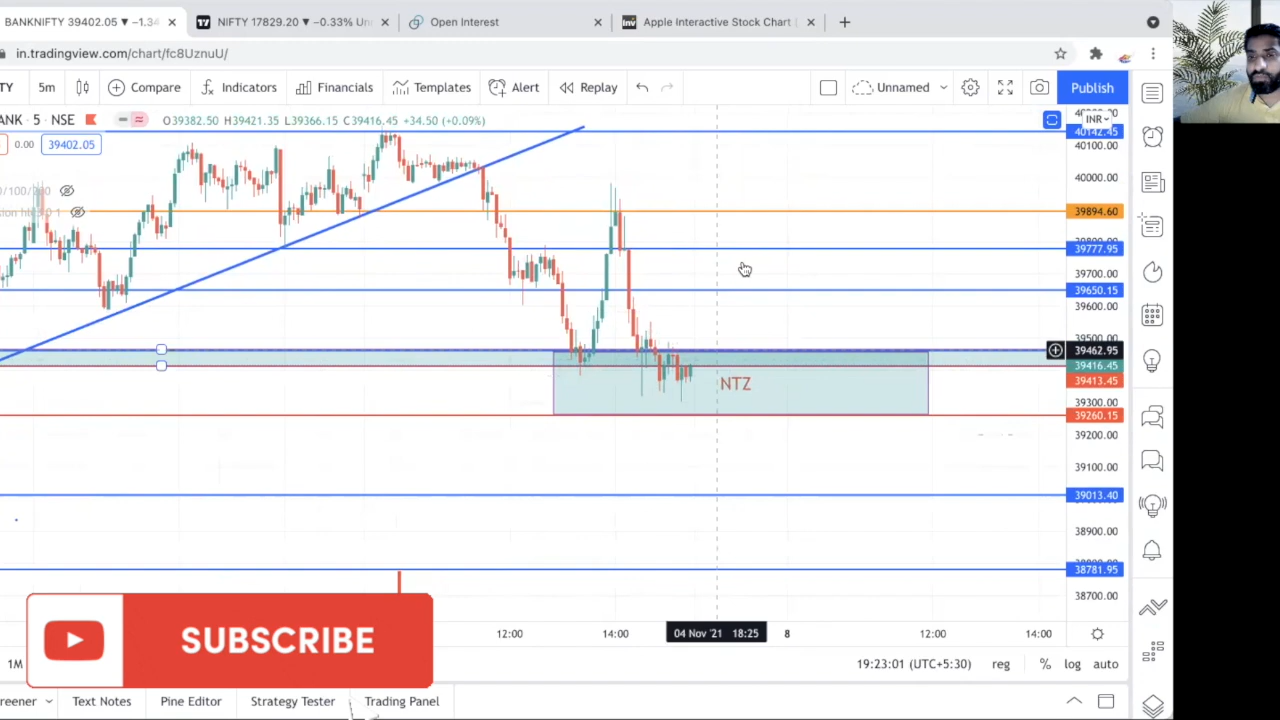 BANKNIFTY 39402.05 ▼ −1.34
NIFTY 17829.20 ▼ −0.33% Un
Open Interest
Apple Interactive Stock Chart
in.tradingview.com/chart/fc8UznuU/
5m
Compare
Indicators
Financials
Templates
Alert
Replay
Unnamed
Publish
5 · NSE
O39382.50 H39421.35 L39366.15 C39416.45 +34.50 (+0.09%)
INR
0.00
39402.05
40142.45
40100.00
40000.00
39894.60
39777.95
39700.00
39650.15
39600.00
39462.95
39416.45
39413.45
39300.00
39260.15
39200.00
39100.00
39013.40
38900.00
38781.95
38700.00
NTZ
SUBSCRIBE
12:00
14:00
04 Nov '21 18:25
8
12:00
14:00
1M
19:23:01 (UTC+5:30)
reg
%
log
auto
Text Notes
Pine Editor
Strategy Tester
Trading Panel